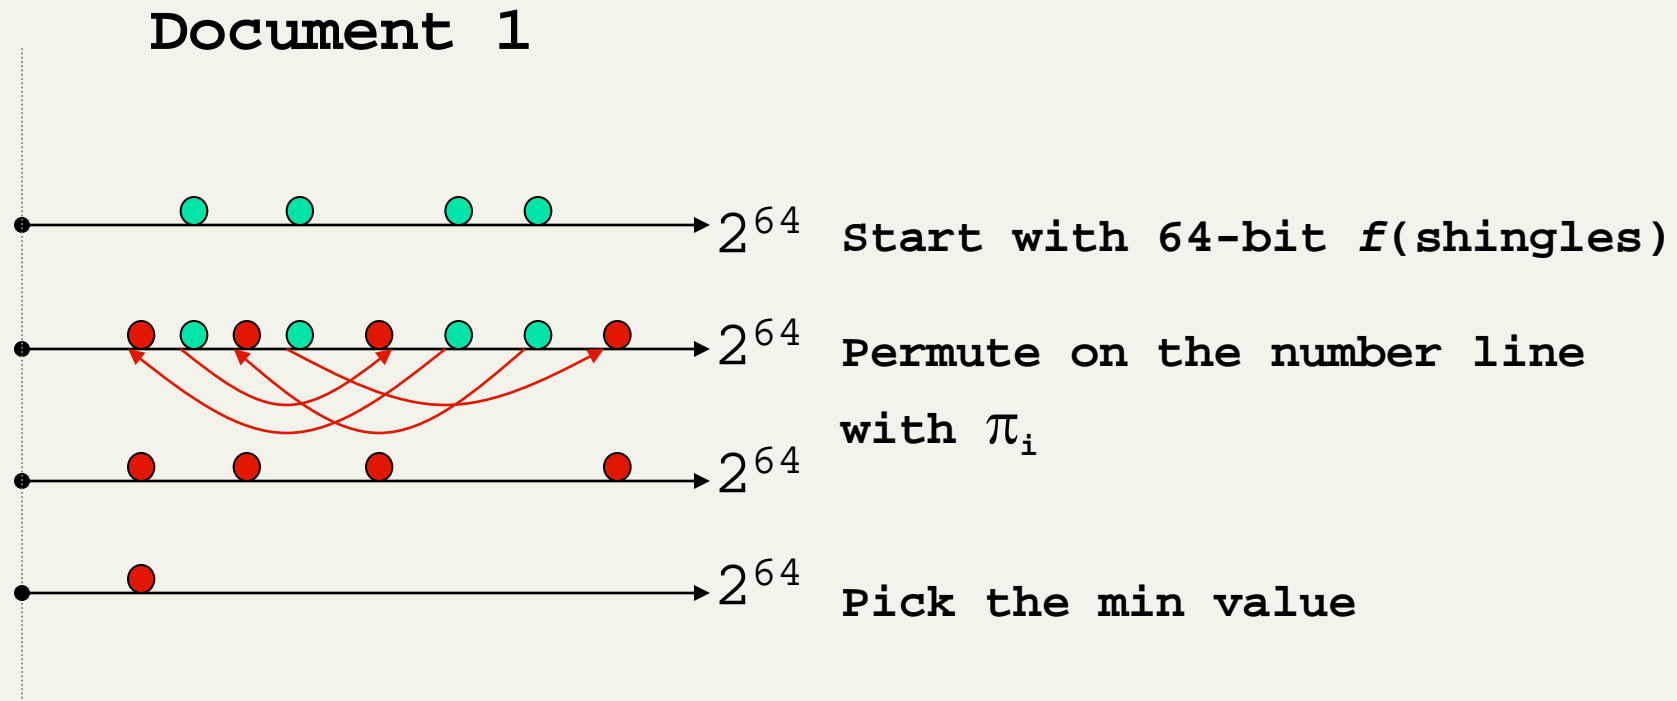 Document 1
2^64 Start with 64-bit f(shingles)
2^64 Permute on the number line
with π_i
2^64
2^64 Pick the min value